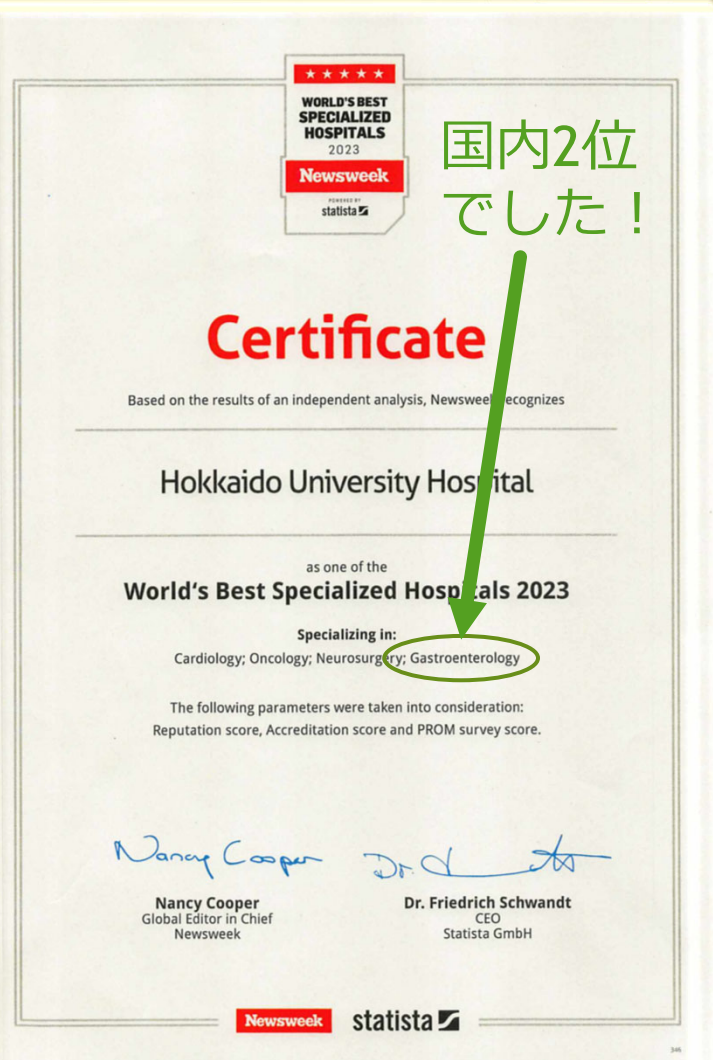 WORLD'S BEST
SPECIALIZED
HOSPITALS
2023
Newsweek
POWERED BY
statista
国内2位
でした！
Certificate
Based on the results of an independent analysis, Newsweek recognizes
Hokkaido University Hospital
as one of the
World's Best Specialized Hospitals 2023
Specializing in:
Cardiology; Oncology; Neurosurgery; Gastroenterology
The following parameters were taken into consideration:
Reputation score, Accreditation score and PROM survey score.
Nancy Cooper
Dr.
Nancy Cooper
Global Editor in Chief
Newsweek
Dr. Friedrich Schwandt
CEO
Statista GmbH
Newsweek
statista
346